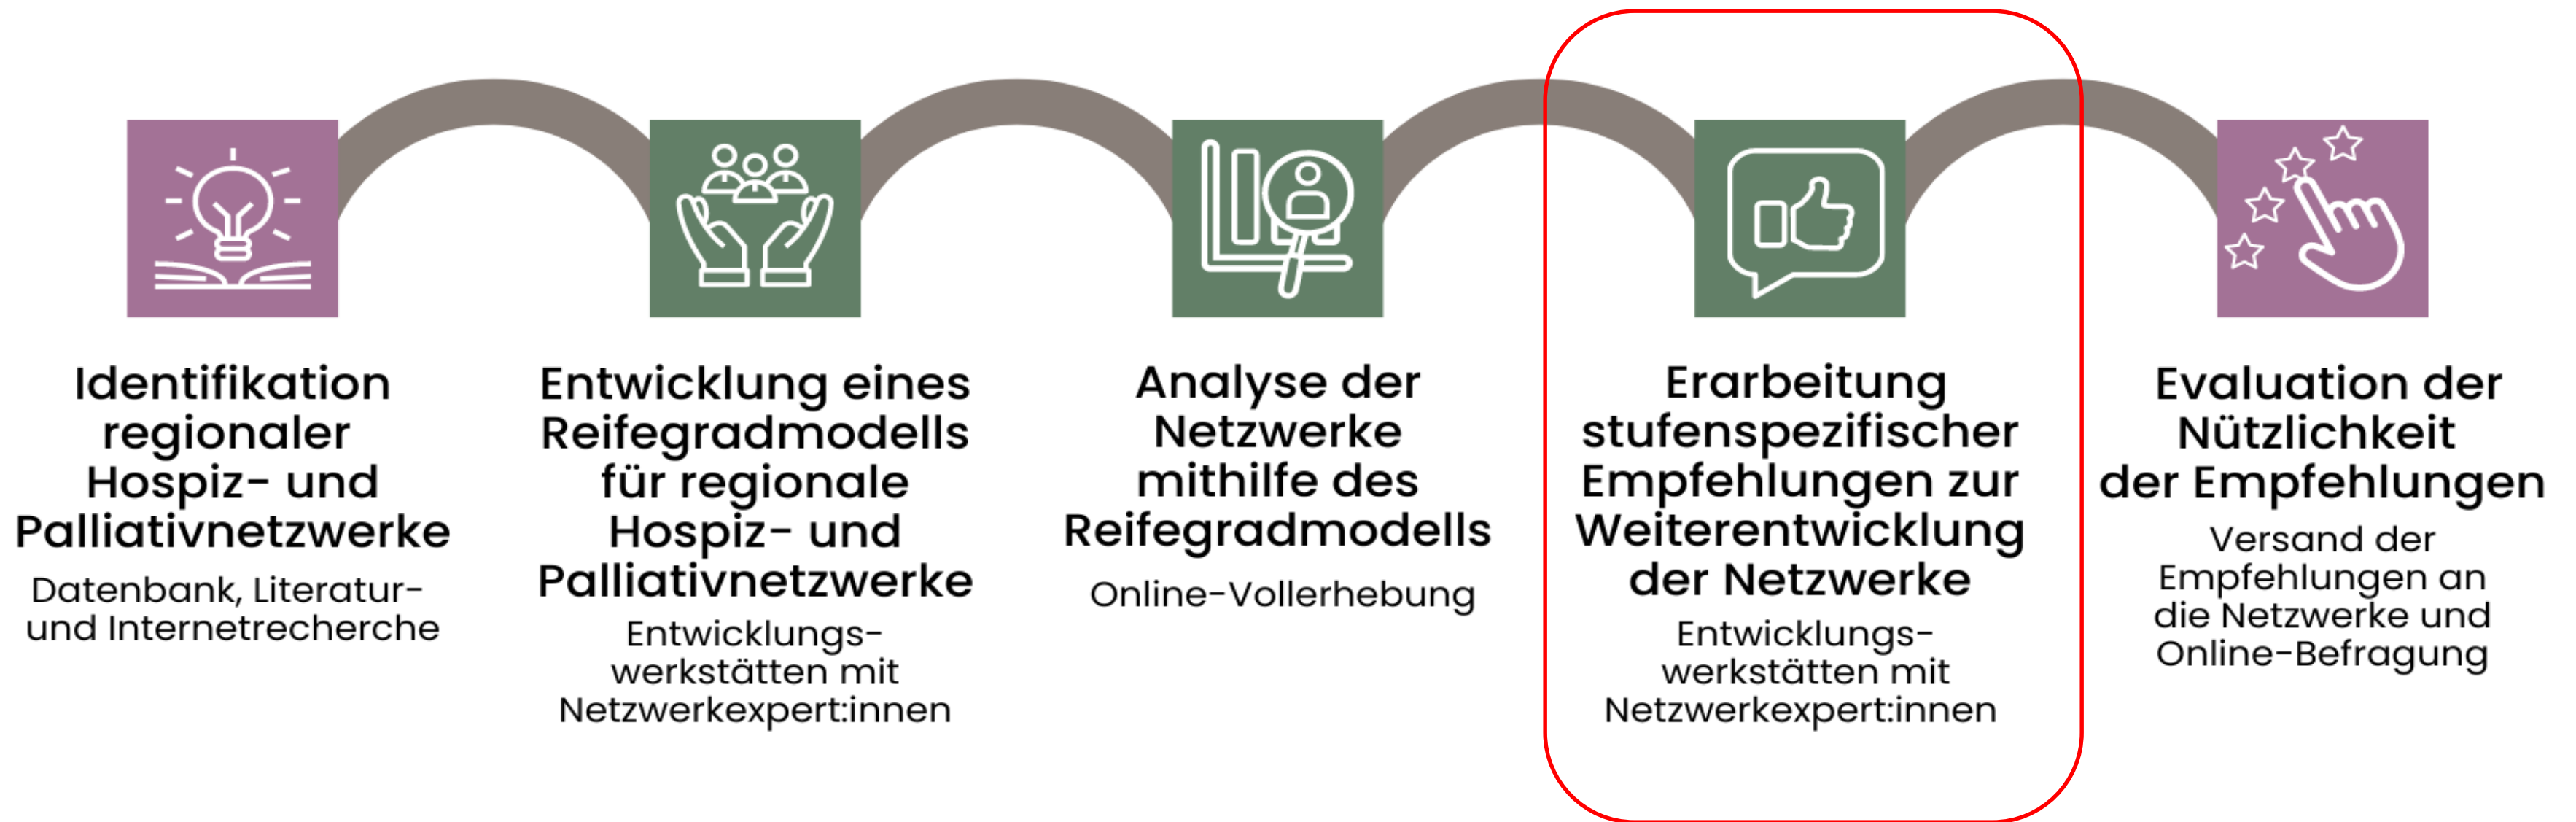 Identifikation
regionaler
Hospiz- und
Palliativnetzwerke
Datenbank, Literatur-
und Internetrecherche
Entwicklung eines
Reifegradmodells
für regionale
Hospiz- und
Palliativnetzwerke
Entwicklungs-
werkstätten mit
Netzwerkexpert:innen
Analyse der
Netzwerke
mithilfe des
Reifegradmodells
Online-Vollerhebung
Erarbeitung
stufenspezifischer
Empfehlungen zur
Weiterentwicklung
der Netzwerke
Entwicklungs-
werkstätten mit
Netzwerkexpert:innen
Evaluation der
Nützlichkeit
der Empfehlungen
Versand der
Empfehlungen an
die Netzwerke und
Online-Befragung